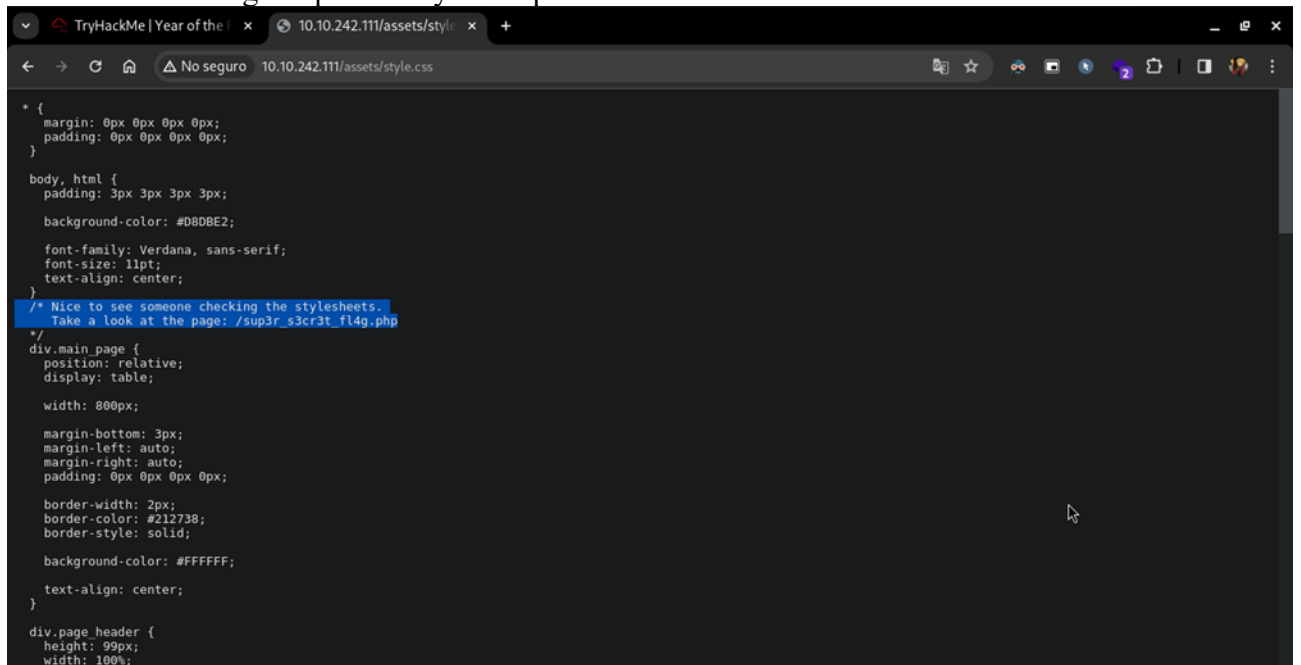 TryHackMe | Year of the
10.10.242.111/assets/style
No seguro
10.10.242.111/assets/style.css
2
* {
margin: 0px 0px 0px 0px;
padding: 0px 0px 0px 0px;
}
body, html {
padding: 3px 3px 3px 3px;
background-color: #D8DBE2;
font-family: Verdana, sans-serif;
font-size: 11pt;
text-align: center;
}
/* Nice to see someone checking the stylesheets.
Take a look at the page: /sup3r_s3cr3t_fl4g.php
*/
div.main_page {
position: relative;
display: table;
width: 800px;
margin-bottom: 3px;
margin-left: auto;
margin-right: auto;
padding: 0px 0px 0px 0px;
border-width: 2px;
border-color: #212738;
border-style: solid;
background-color: #FFFFFF;
text-align: center;
}
div.page_header {
height: 99px;
width: 100%;